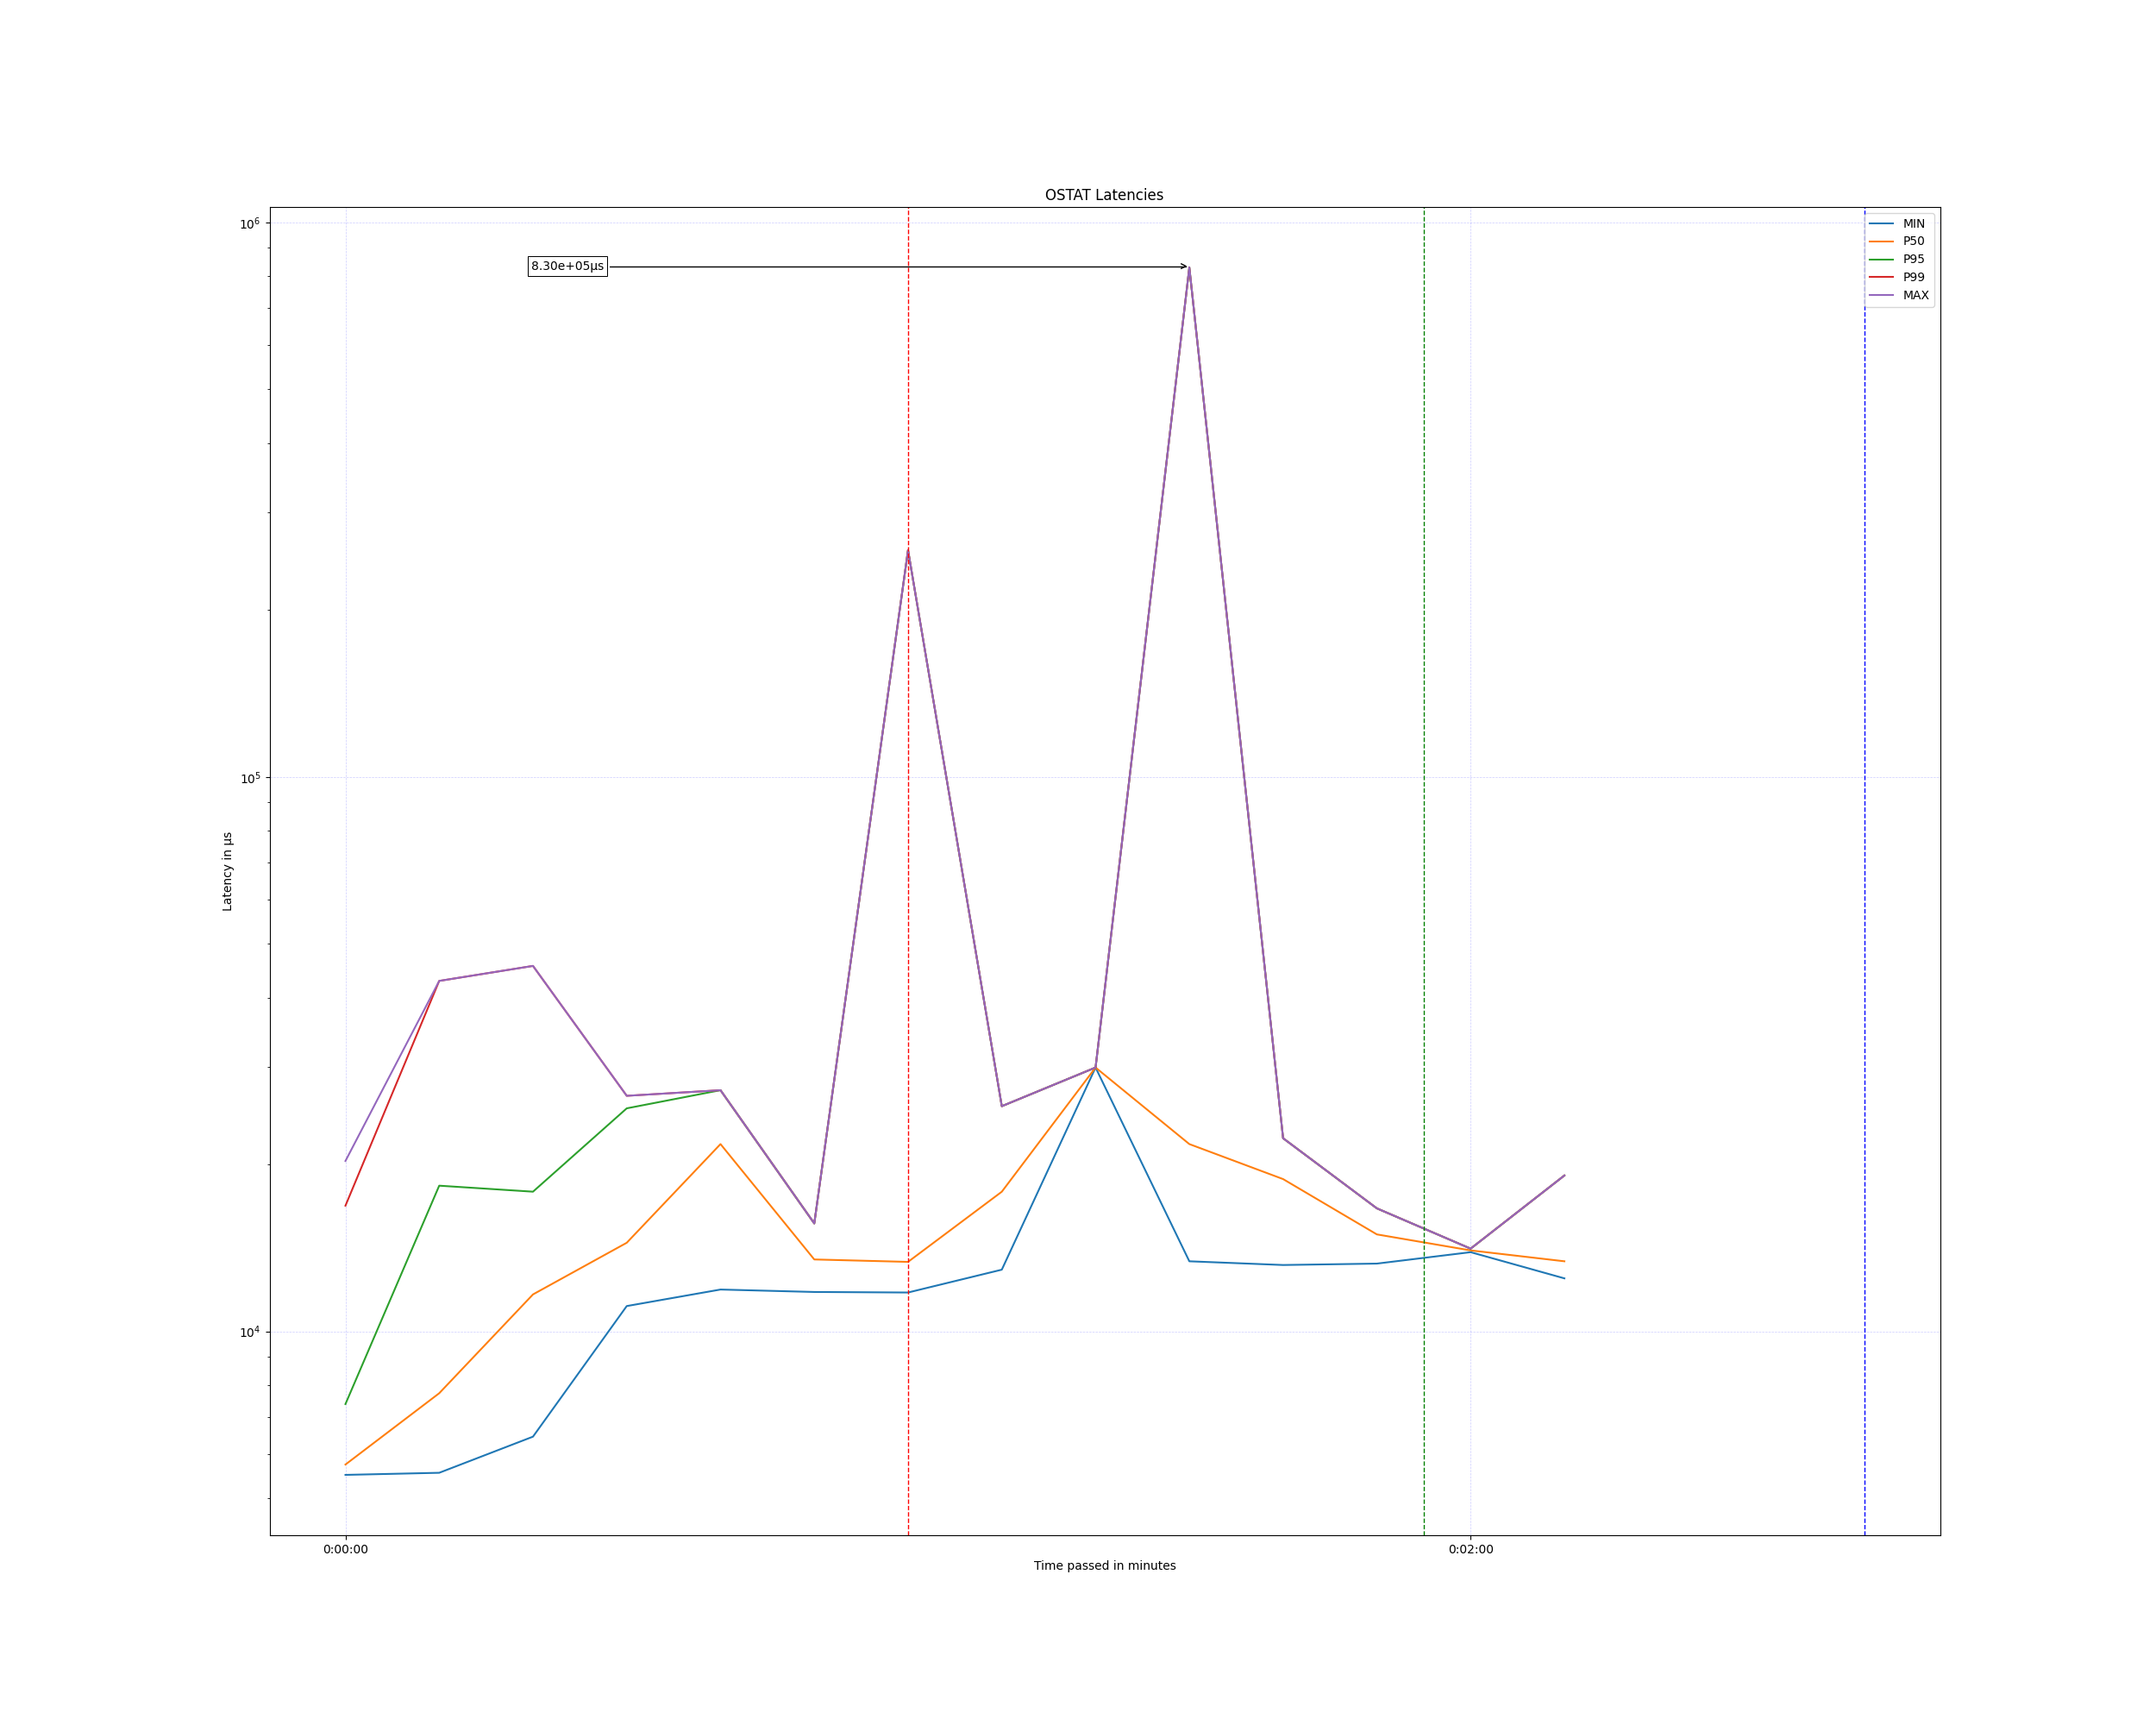 OSTAT Latencies
10⁶
8.30e+05µs
MIN
P50
P95
P99
MAX
10⁵
Latency in µs
10⁴
0:00:00
0:02:00
Time passed in minutes